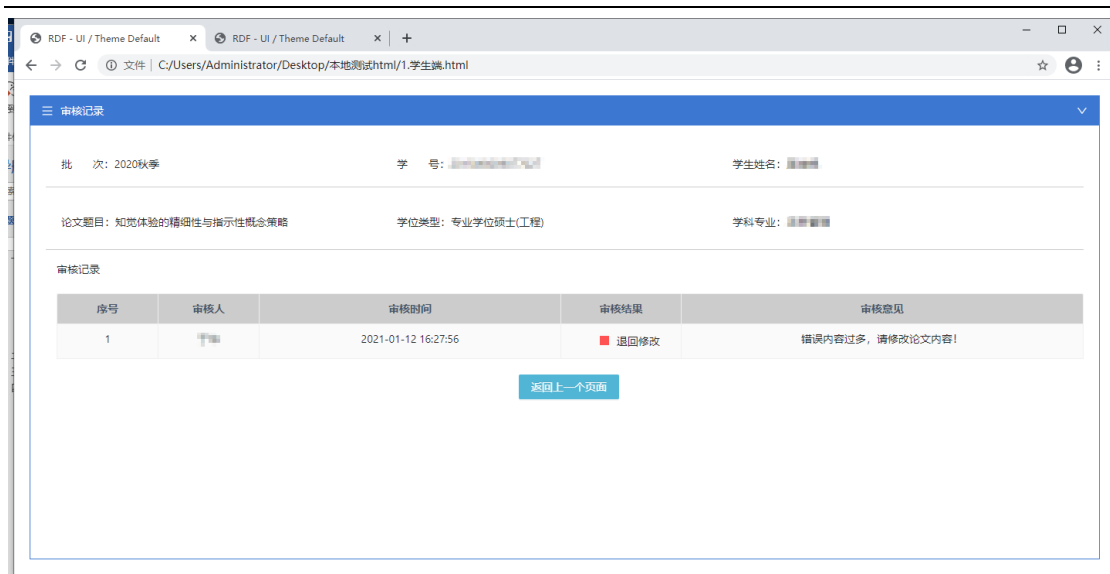 RDF - UI / Theme Default
RDF - UI / Theme Default
文件 C:/Users/Administrator/Desktop/本地测试html/1.学生端.html
审核记录
批 次：2020秋季 学 号： 学生姓名：
论文题目：知觉体验的精细性与指示性概念策略 学位类型：专业学位硕士(工程) 学科专业：
审核记录
序号 审核人 审核时间 审核结果 审核意见
1 2021-01-12 16:27:56 退回修改 错误内容过多，请修改论文内容！
返回上一个页面